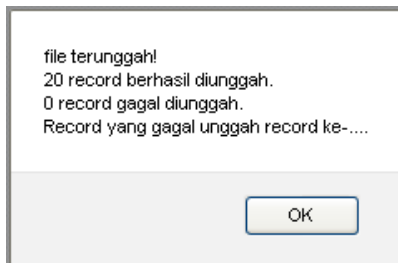 file terunggah!
20 record berhasil diunggah.
0 record gagal diunggah.
Record yang gagal unggah record ke-....
OK